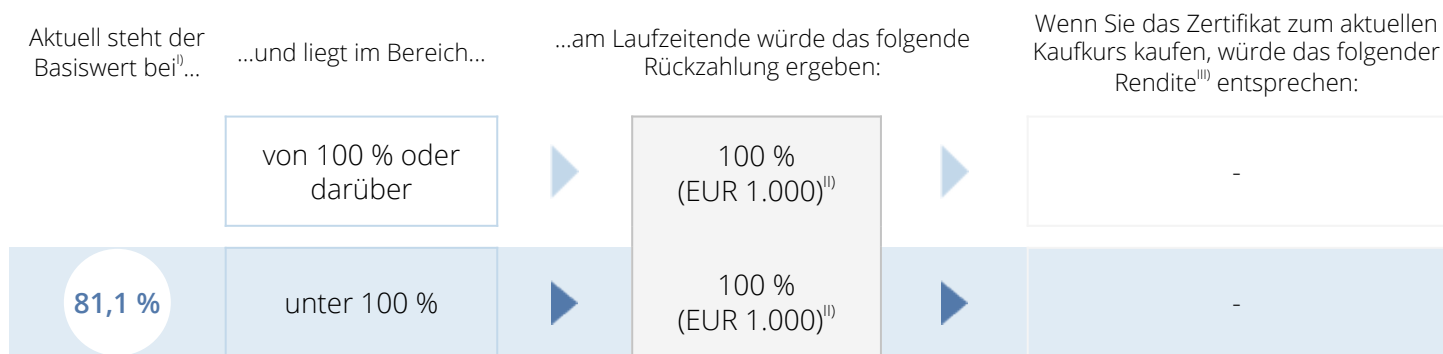 Aktuell steht der
Basiswert bei^I)...
...und liegt im Bereich...
...am Laufzeitende würde das folgende
Rückzahlung ergeben:
Wenn Sie das Zertifikat zum aktuellen
Kaufkurs kaufen, würde das folgender
Rendite^III) entsprechen:
von 100 % oder
darüber
100 %
(EUR 1.000)^II)
-
81,1 %
unter 100 %
100 %
(EUR 1.000)^II)
-